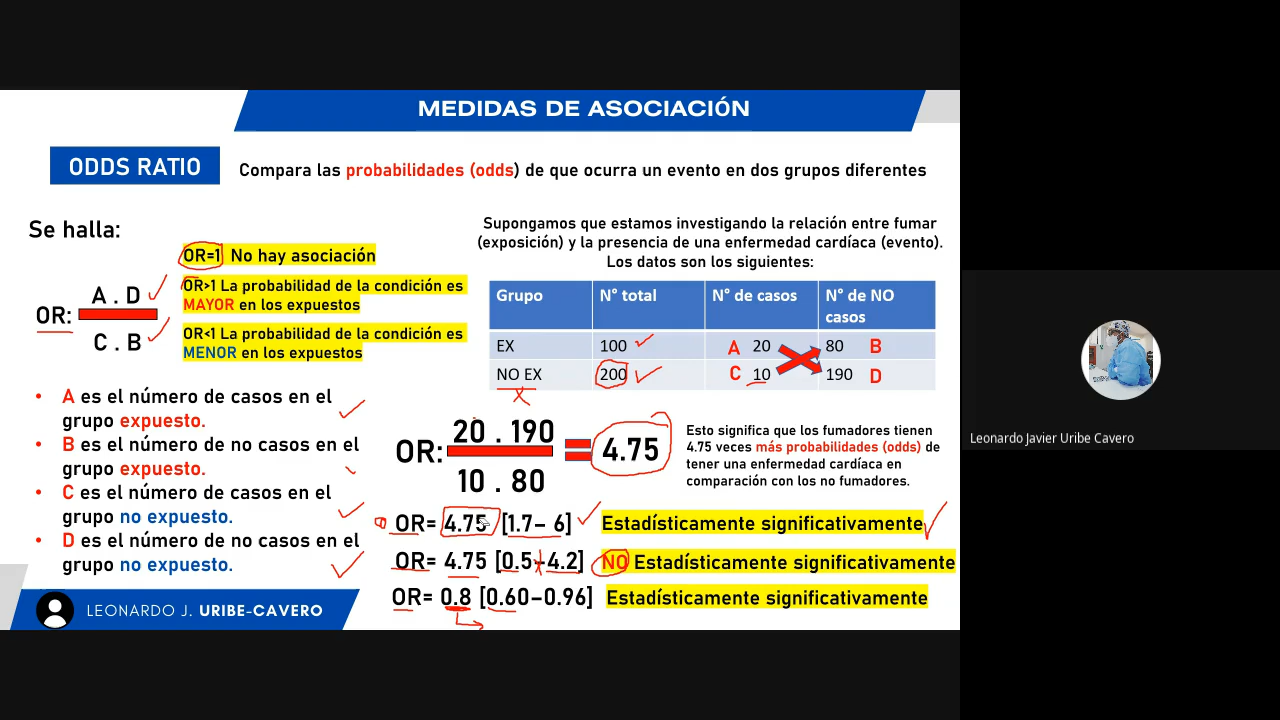 MEDIDAS DE ASOCIACIÓN
ODDS RATIO
Compara las probabilidades (odds) de que ocurra un evento en dos grupos diferentes
Se halla:
OR:
A . D
C . B
OR=1 No hay asociación
OR>1 La probabilidad de la condición es
MAYOR en los expuestos
OR<1 La probabilidad de la condición es
MENOR en los expuestos
• A es el número de casos en el
grupo expuesto.
• B es el número de no casos en el
grupo expuesto.
• C es el número de casos en el
grupo no expuesto.
• D es el número de no casos en el
grupo no expuesto.
Supongamos que estamos investigando la relación entre fumar
(exposición) y la presencia de una enfermedad cardíaca (evento).
Los datos son los siguientes:
Grupo N° total N° de casos N° de NO
casos
EX 100 A 20 80 B
NO EX 200 C 10 190 D
OR:
20 . 190
10 . 80
= 4.75
Esto significa que los fumadores tienen
4.75 veces más probabilidades (odds) de
tener una enfermedad cardíaca en
comparación con los no fumadores.
OR= 4.75 [1.7– 6] Estadísticamente significativamente
OR= 4.75 [0.5–4.2] NO Estadísticamente significativamente
OR= 0.8 [0.60–0.96] Estadísticamente significativamente
LEONARDO J. URIBE-CAVERO
Leonardo Javier Uribe Cavero